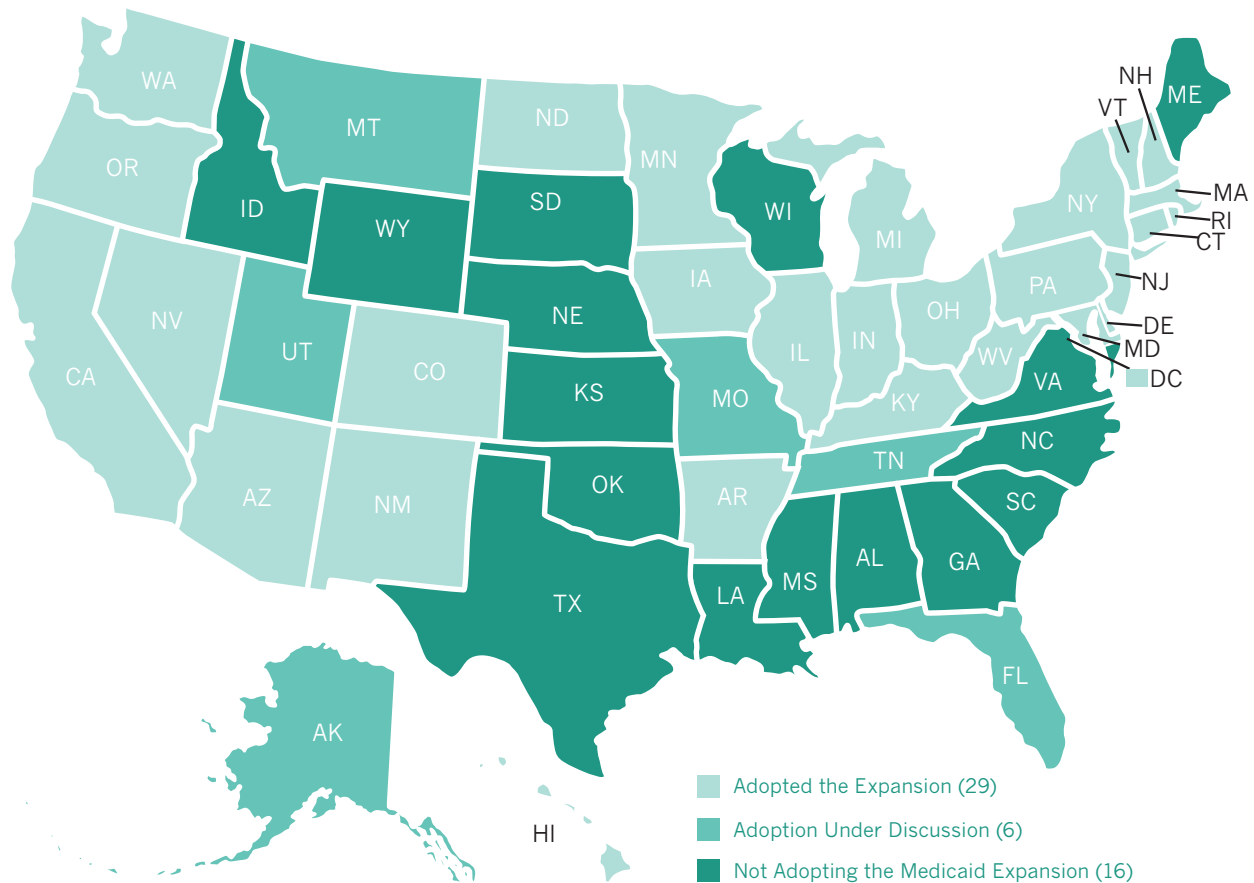 NH
ME
VT
WA
MT
ND
MN
OR
MA
ID
SD
WI
NY
RI
WY
CT
MI
IA
NJ
PA
NE
OH
NV
DE
IN
UT
IL
MD
WV
CO
CA
DC
VA
KS
MO
KY
NC
TN
OK
AR
AZ
SC
NM
AL
GA
MS
LA
TX
FL
AK
Adopted the Expansion (29)
HI
Adoption Under Discussion (6)
Not Adopting the Medicaid Expansion (16)